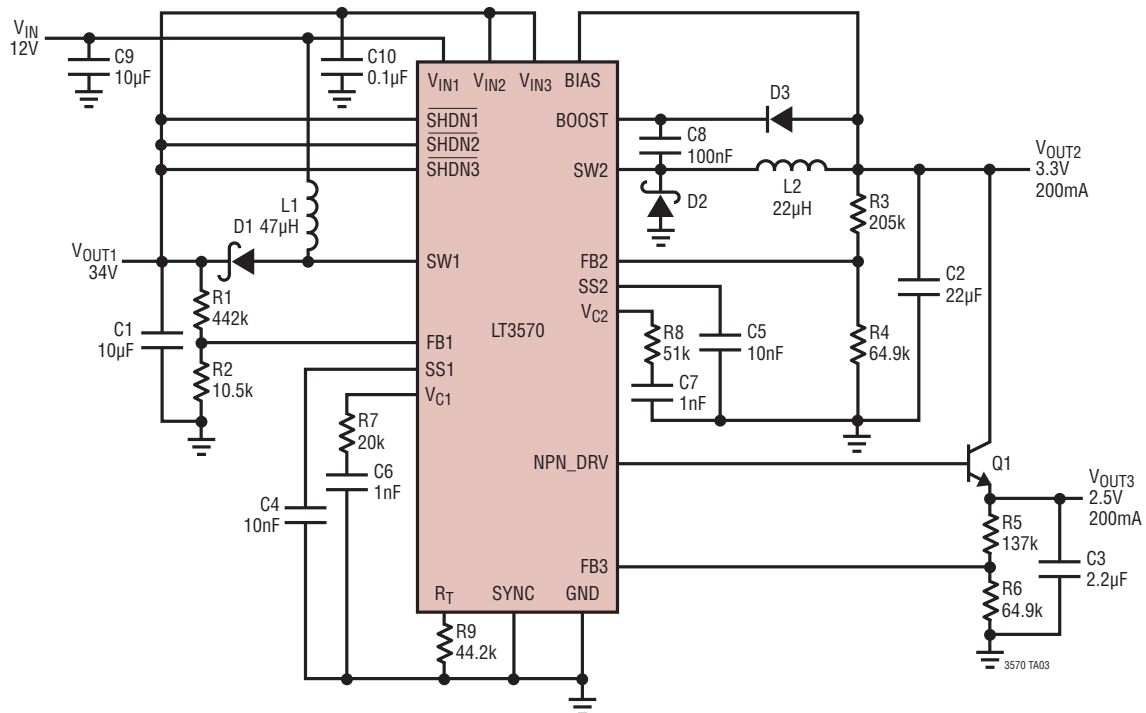 VIN
12V
C9
10µF
C10
0.1µF
VIN1
VIN2
VIN3
BIAS
SHDN1
SHDN2
SHDN3
BOOST
SW2
D3
C8
100nF
D2
L2
22µH
VOUT2
3.3V
200mA
R3
205k
L1
47µH
D1
VOUT1
34V
SW1
FB2
SS2
VC2
C2
22µF
R1
442k
C1
10µF
R2
10.5k
LT3570
FB1
SS1
VC1
R8
51k
C5
10nF
C7
1nF
R4
64.9k
R7
20k
C6
1nF
C4
10nF
NPN_DRV
Q1
VOUT3
2.5V
200mA
R5
137k
C3
2.2µF
FB3
R6
64.9k
RT
SYNC
GND
R9
44.2k
3570 TA03